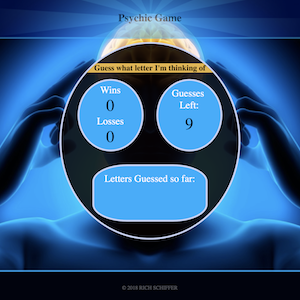 Psychic Game
Guess what letter I'm thinking of
Wins
0
Losses
0
Guesses
Left:
9
Letters Guessed so far:
© 2018 RICH SCHIFFER